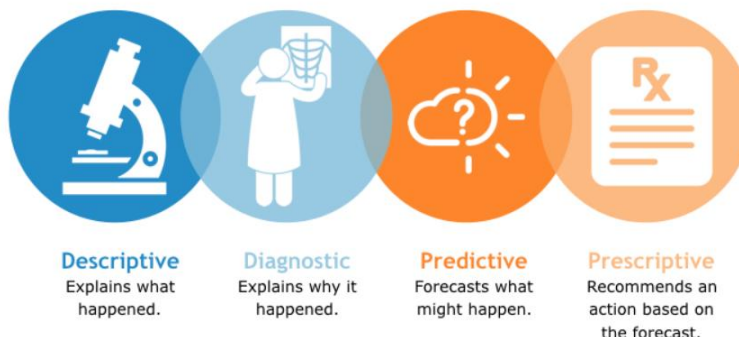 ?
Rx
Descriptive
Explains what
happened.
Diagnostic
Explains why it
happened.
Predictive
Forecasts what
might happen.
Prescriptive
Recommends an
action based on
the forecast.